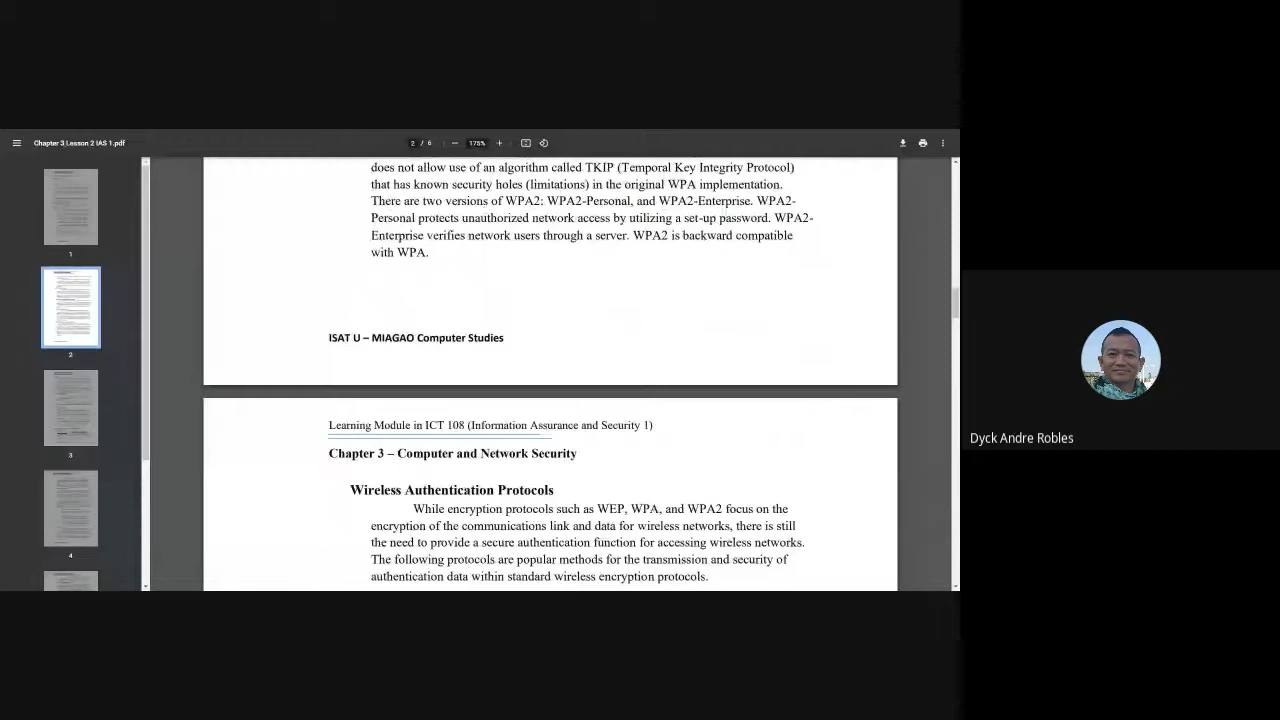 Chapter 3 Lesson 2 IAS 1.pdf
2 / 6
175%
does not allow use of an algorithm called TKIP (Temporal Key Integrity Protocol)
that has known security holes (limitations) in the original WPA implementation.
There are two versions of WPA2: WPA2-Personal, and WPA2-Enterprise. WPA2-
Personal protects unauthorized network access by utilizing a set-up password. WPA2-
Enterprise verifies network users through a server. WPA2 is backward compatible
with WPA.
ISAT U – MIAGAO Computer Studies
Learning Module in ICT 108 (Information Assurance and Security 1)
Chapter 3 – Computer and Network Security
Wireless Authentication Protocols
While encryption protocols such as WEP, WPA, and WPA2 focus on the
encryption of the communications link and data for wireless networks, there is still
the need to provide a secure authentication function for accessing wireless networks.
The following protocols are popular methods for the transmission and security of
authentication data within standard wireless encryption protocols.
1
2
3
4
Dyck Andre Robles